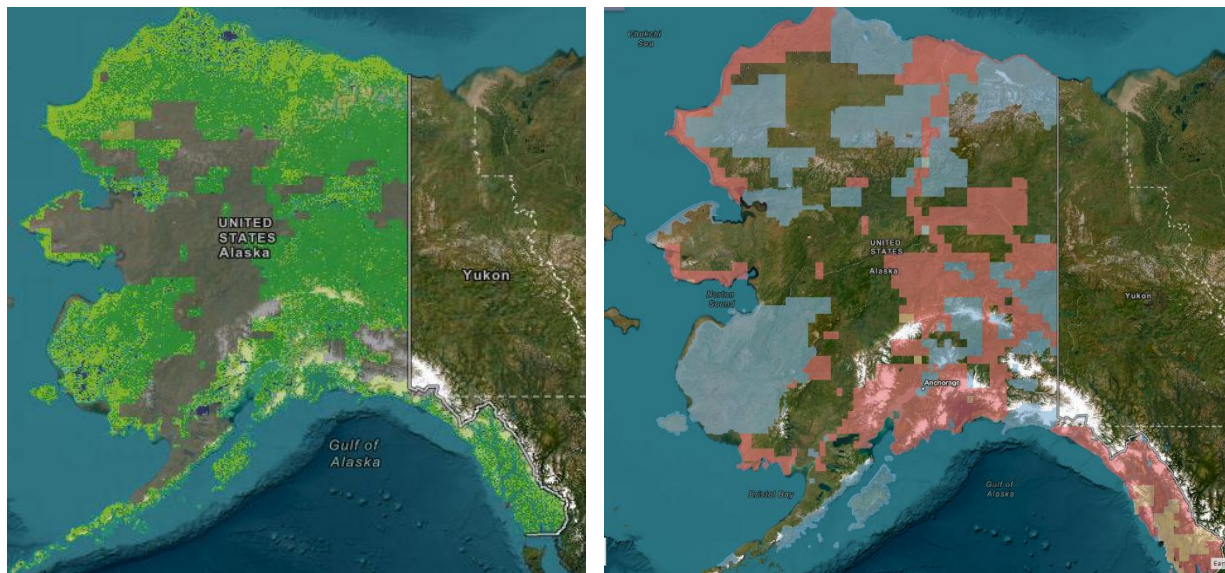 UNITED
STATES
Alaska
Yukon
Gulf of
Alaska
Chukchi
Sea
UNITED
STATES
Alaska
Yukon
Norton
Sound
Anchorage
Bristol Bay
Gulf of
Alaska